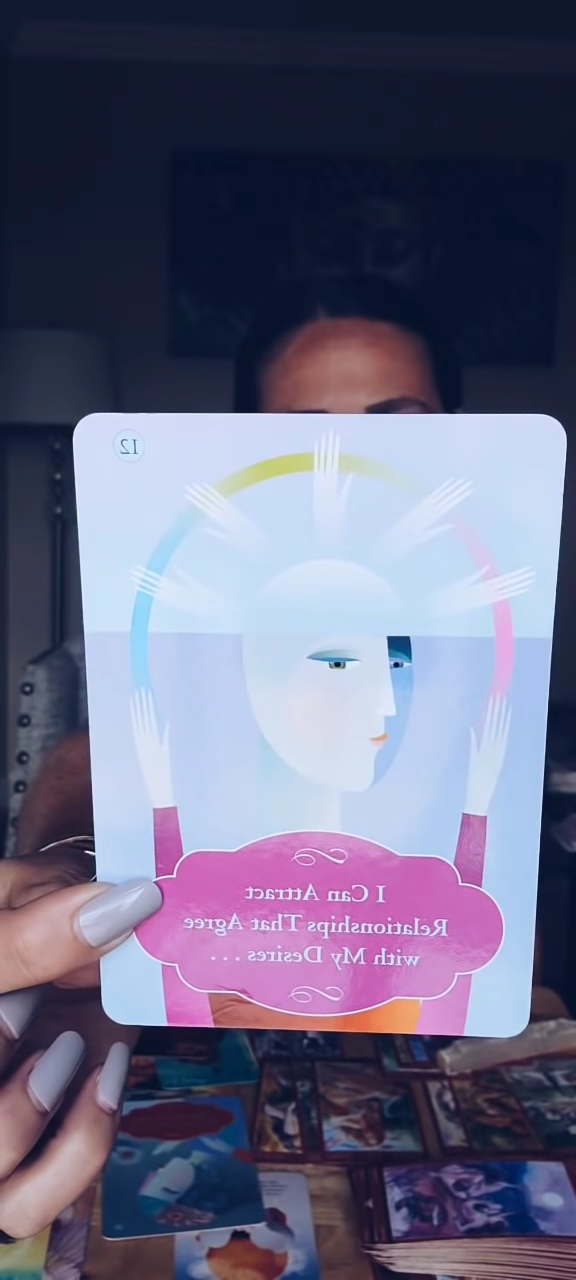 12
I Can Attract
Relationships That Agree
with My Desires . . .